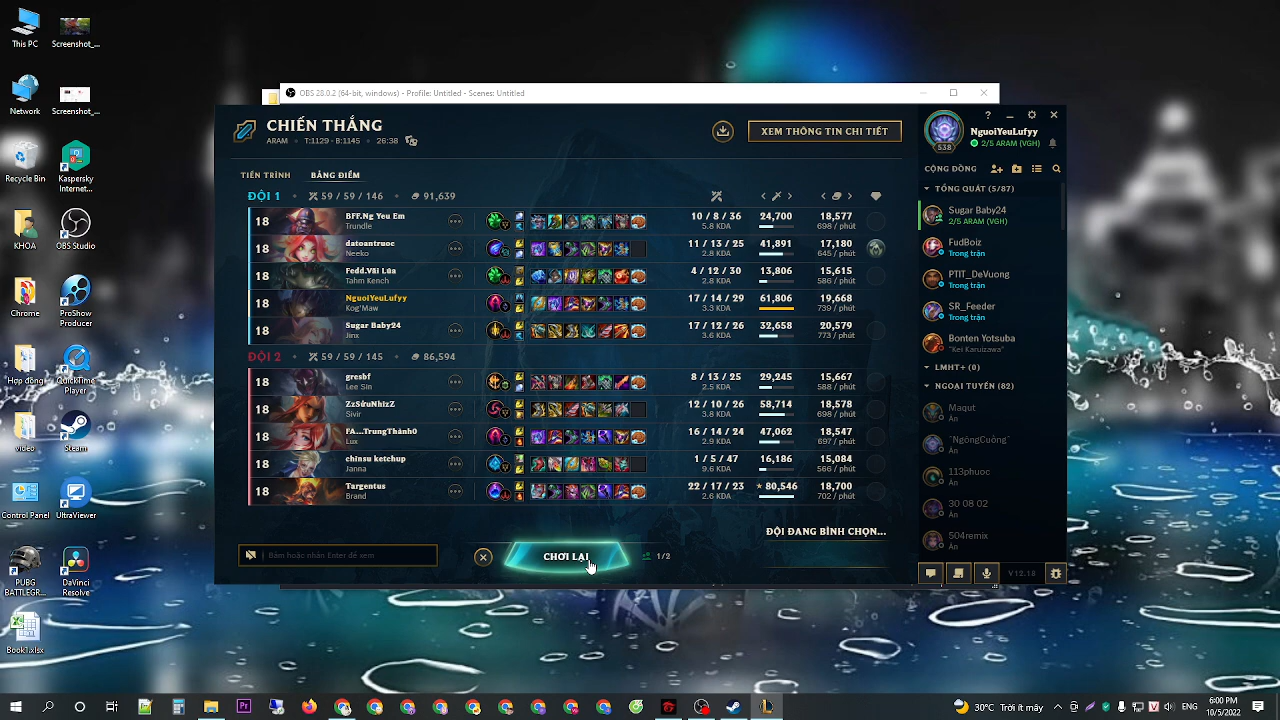 This PC
Screenshot_...
Network
Screenshot_...
Recycle Bin
Kaspersky Internet...
KHOA
OBS Studio
Google Chrome
ProShow Producer
Hợp đồng
QuickTime Player
video
Steam
Control Panel
UltraViewer
PUBG BATTLEGR...
DaVinci Resolve
Book1.xlsx
OBS 28.0.2 (64-bit, windows) - Profile: Untitled - Scenes: Untitled
CHIẾN THẮNG
ARAM • T:1129 • B:1145 • 26:38
XEM THÔNG TIN CHI TIẾT
TIẾN TRÌNH BẢNG ĐIỂM
ĐỘI 1 • 59 / 59 / 146 • 91,639
18 BFF.Ng Yeu Em 10 / 8 / 36 24,700 18,577
Trundle 5.8 KDA 698 / phút
18 datoantruoc 11 / 13 / 25 41,891 17,180
Neeko 2.8 KDA 645 / phút
18 Fedd.Vãi Lúa 4 / 12 / 30 13,806 15,615
Tahm Kench 2.8 KDA 586 / phút
18 NguoiYeuLufyy 17 / 14 / 29 61,806 19,668
Kog'Maw 3.3 KDA 739 / phút
18 Sugar Baby24 17 / 12 / 26 32,658 20,579
Jinx 3.6 KDA 773 / phút
ĐỘI 2 • 59 / 59 / 145 • 86,594
18 gresbf 8 / 13 / 25 29,245 15,667
Lee Sin 2.5 KDA 588 / phút
18 ZzSứuNhizZ 12 / 10 / 26 58,714 18,578
Sivir 3.8 KDA 698 / phút
18 FA...TrungThành0 16 / 14 / 24 47,062 18,547
Lux 2.9 KDA 697 / phút
18 chinsu ketchup 1 / 5 / 47 16,186 15,084
Janna 9.6 KDA 566 / phút
18 Targentus 22 / 17 / 23 80,546 18,700
Brand 2.6 KDA 702 / phút
ĐỘI ĐANG BÌNH CHỌN...
Bấm hoặc nhấn Enter để xem
CHƠI LẠI
1/2
538
NguoiYeuLufyy
2/5 ARAM (VGH)
CỘNG ĐỒNG
TỔNG QUÁT (5/87)
Sugar Baby24
2/5 ARAM (VGH)
FudBoiz
Trong trận
PTIT_DeVuong
Trong trận
SR_Feeder
Trong trận
Bonten Yotsuba
"Kei Karuizawa"
LMHT+ (0)
NGOẠI TUYẾN (82)
Maqut
Ẩn
`NgôngCuồng`
Ẩn
113phuoc
Ẩn
30 08 02
Ẩn
504remix
Ẩn
V12.18
30°C Trời ít mây
6:00 PM
10/5/2022